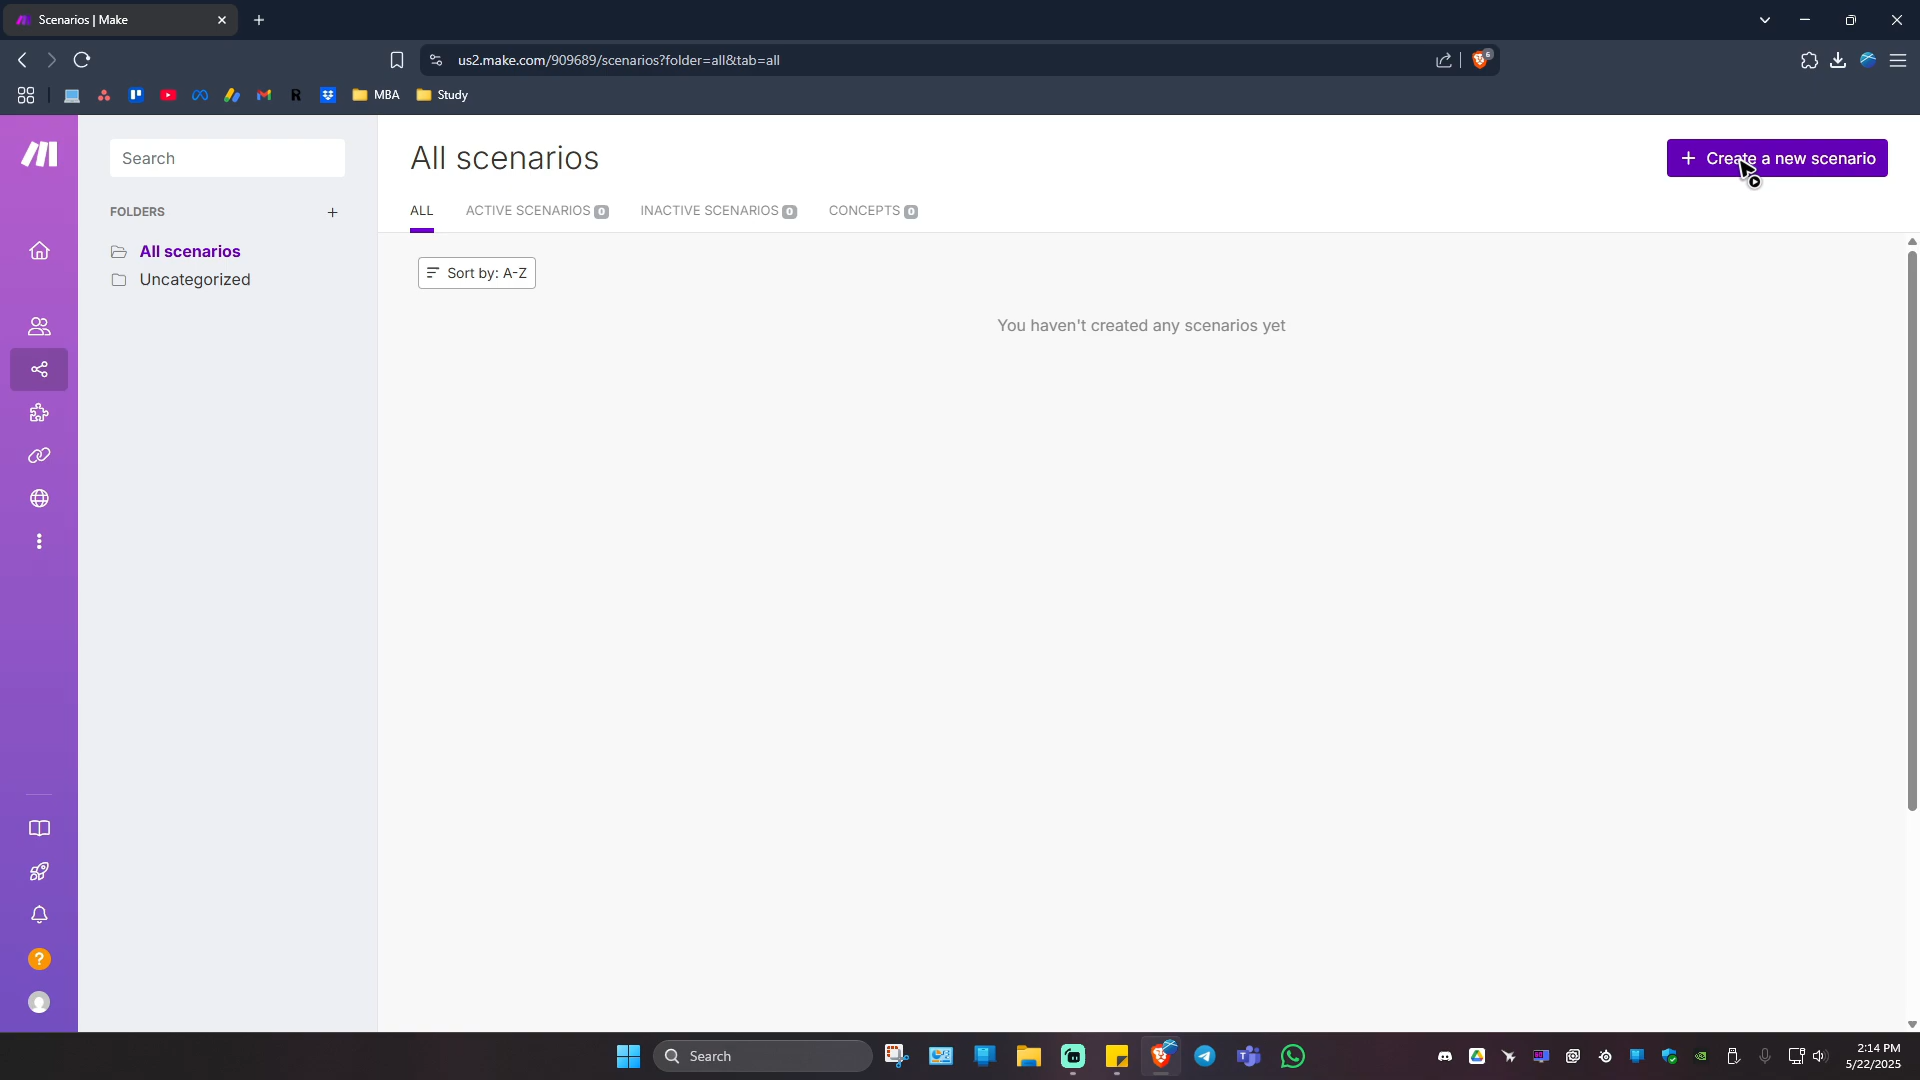 Scenarios | Make
us2.make.com/909689/scenarios?folder=all&tab=all
6
R
MBA
Study
Search
All scenarios
+ Create a new scenario
FOLDERS
+
ALL
ACTIVE SCENARIOS 0
INACTIVE SCENARIOS 0
CONCEPTS 0
All scenarios
Uncategorized
Sort by: A-Z
You haven't created any scenarios yet
?
Search
2:14 PM
5/22/2025